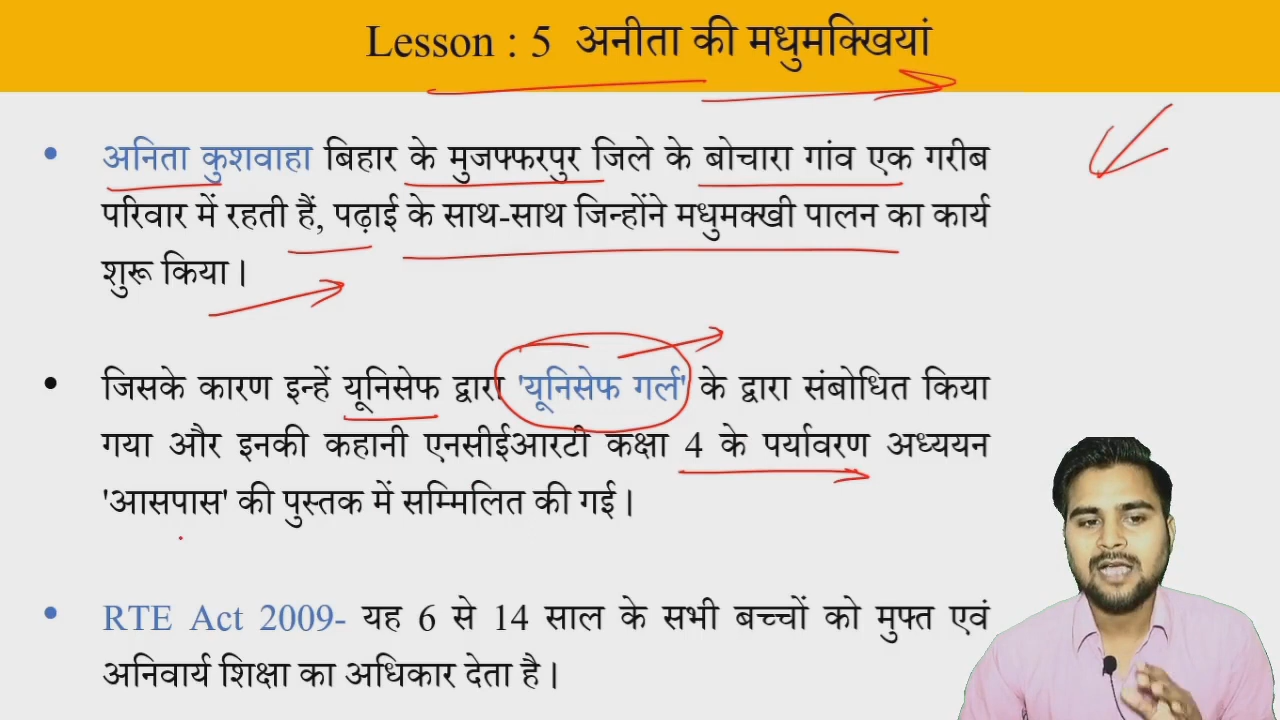 Lesson : 5 अनीता की मधुमक्खियां
अनिता कुशवाहा बिहार के मुजफ्फरपुर जिले के बोचारा गांव एक गरीब
परिवार में रहती हैं, पढ़ाई के साथ-साथ जिन्होंने मधुमक्खी पालन का कार्य
शुरू किया।
जिसके कारण इन्हें यूनिसेफ द्वारा 'यूनिसेफ गर्ल' के द्वारा संबोधित किया
गया और इनकी कहानी एनसीईआरटी कक्षा 4 के पर्यावरण अध्ययन
'आसपास' की पुस्तक में सम्मिलित की गई।
RTE Act 2009- यह 6 से 14 साल के सभी बच्चों को मुफ्त एवं
अनिवार्य शिक्षा का अधिकार देता है।